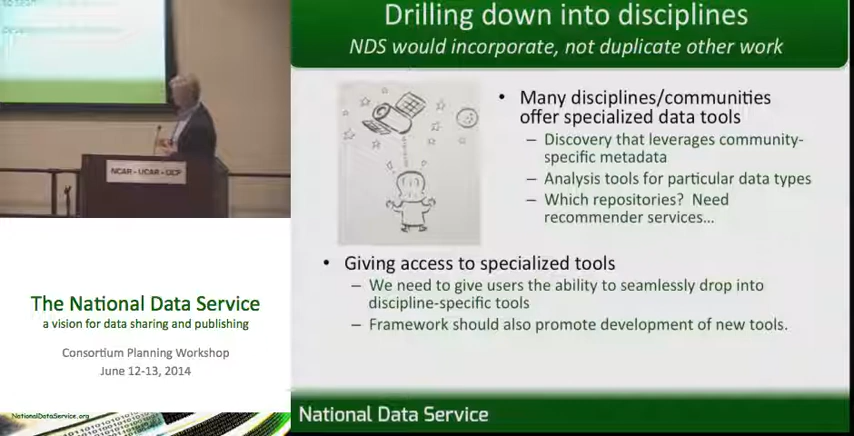 NCAR - UCAR - UCP
The National Data Service
a vision for data sharing and publishing
Consortium Planning Workshop
June 12-13, 2014
NationalDataService.org
Drilling down into disciplines
NDS would incorporate, not duplicate other work
• Many disciplines/communities
offer specialized data tools
– Discovery that leverages community-
specific metadata
– Analysis tools for particular data types
– Which repositories? Need
recommender services…
• Giving access to specialized tools
– We need to give users the ability to seamlessly drop into
discipline-specific tools
– Framework should also promote development of new tools.
National Data Service